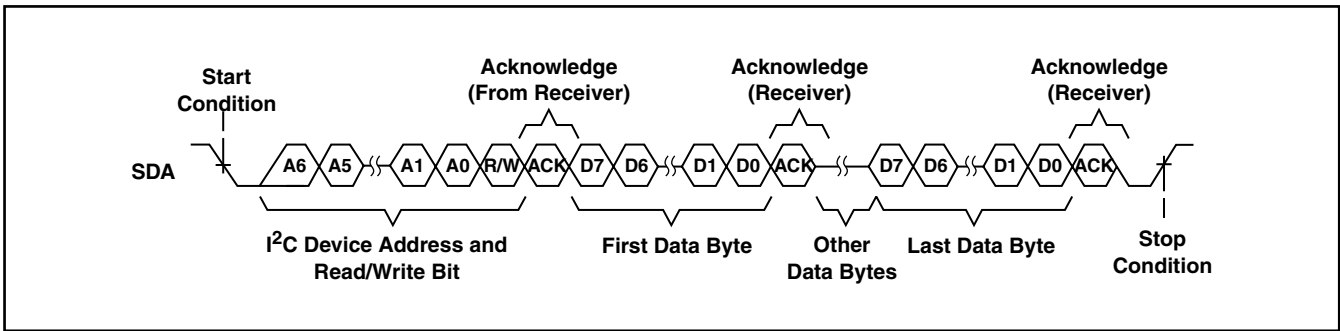 Start
Condition
Acknowledge
(From Receiver)
Acknowledge
(Receiver)
Acknowledge
(Receiver)
SDA
A6 A5 A1 A0 R/W ACK D7 D6 D1 D0 ACK D7 D6 D1 D0 ACK
I²C Device Address and
Read/Write Bit
First Data Byte
Other
Data Bytes
Last Data Byte
Stop
Condition